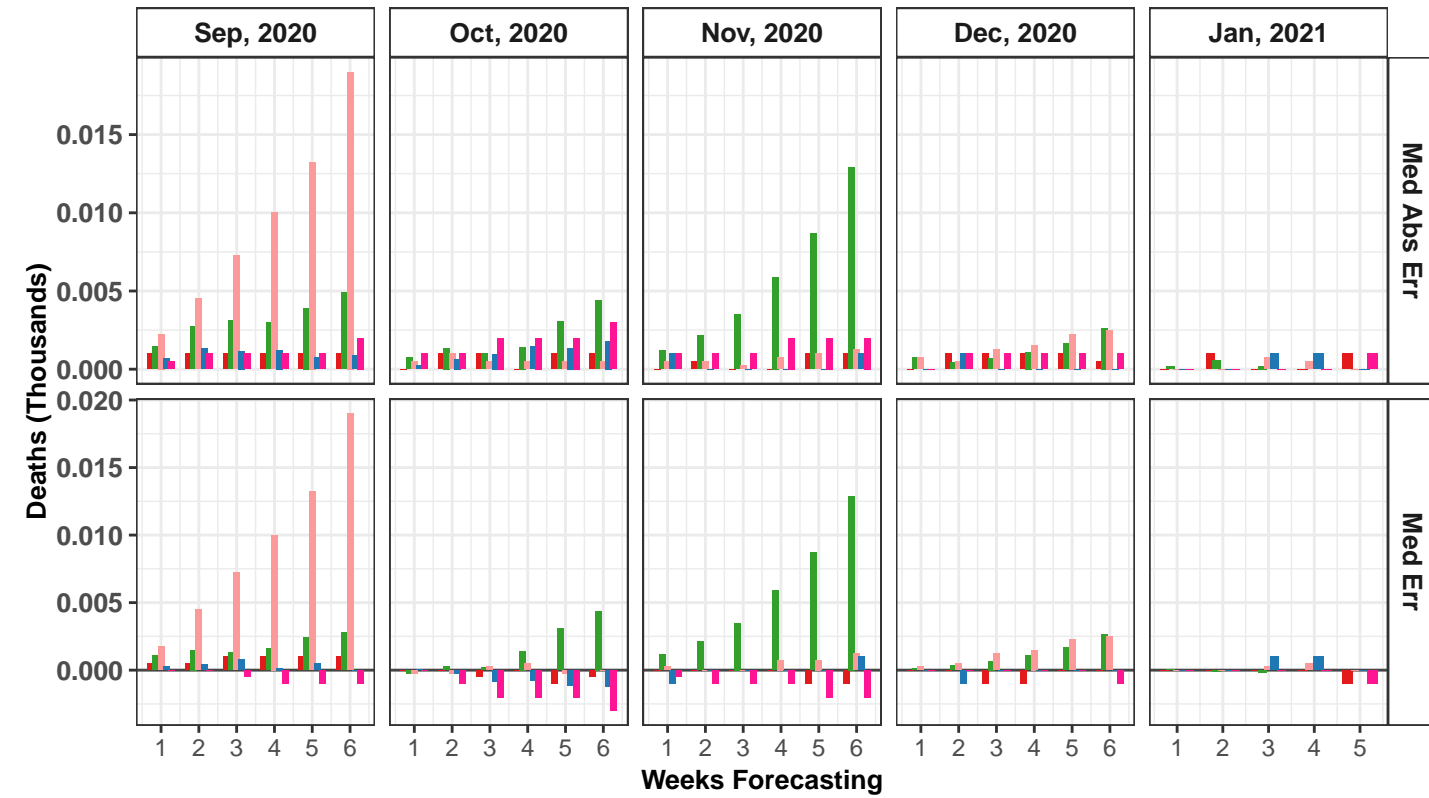 Sep, 2020 Oct, 2020 Nov, 2020 Dec, 2020 Jan, 2021
Med Abs Err
0.015
0.010
0.005
0.000
Med Err
0.020
0.015
0.010
0.005
0.000
Deaths (Thousands)
1 2 3 4 5 6 1 2 3 4 5 6 1 2 3 4 5 6 1 2 3 4 5 6 1 2 3 4 5
Weeks Forecasting